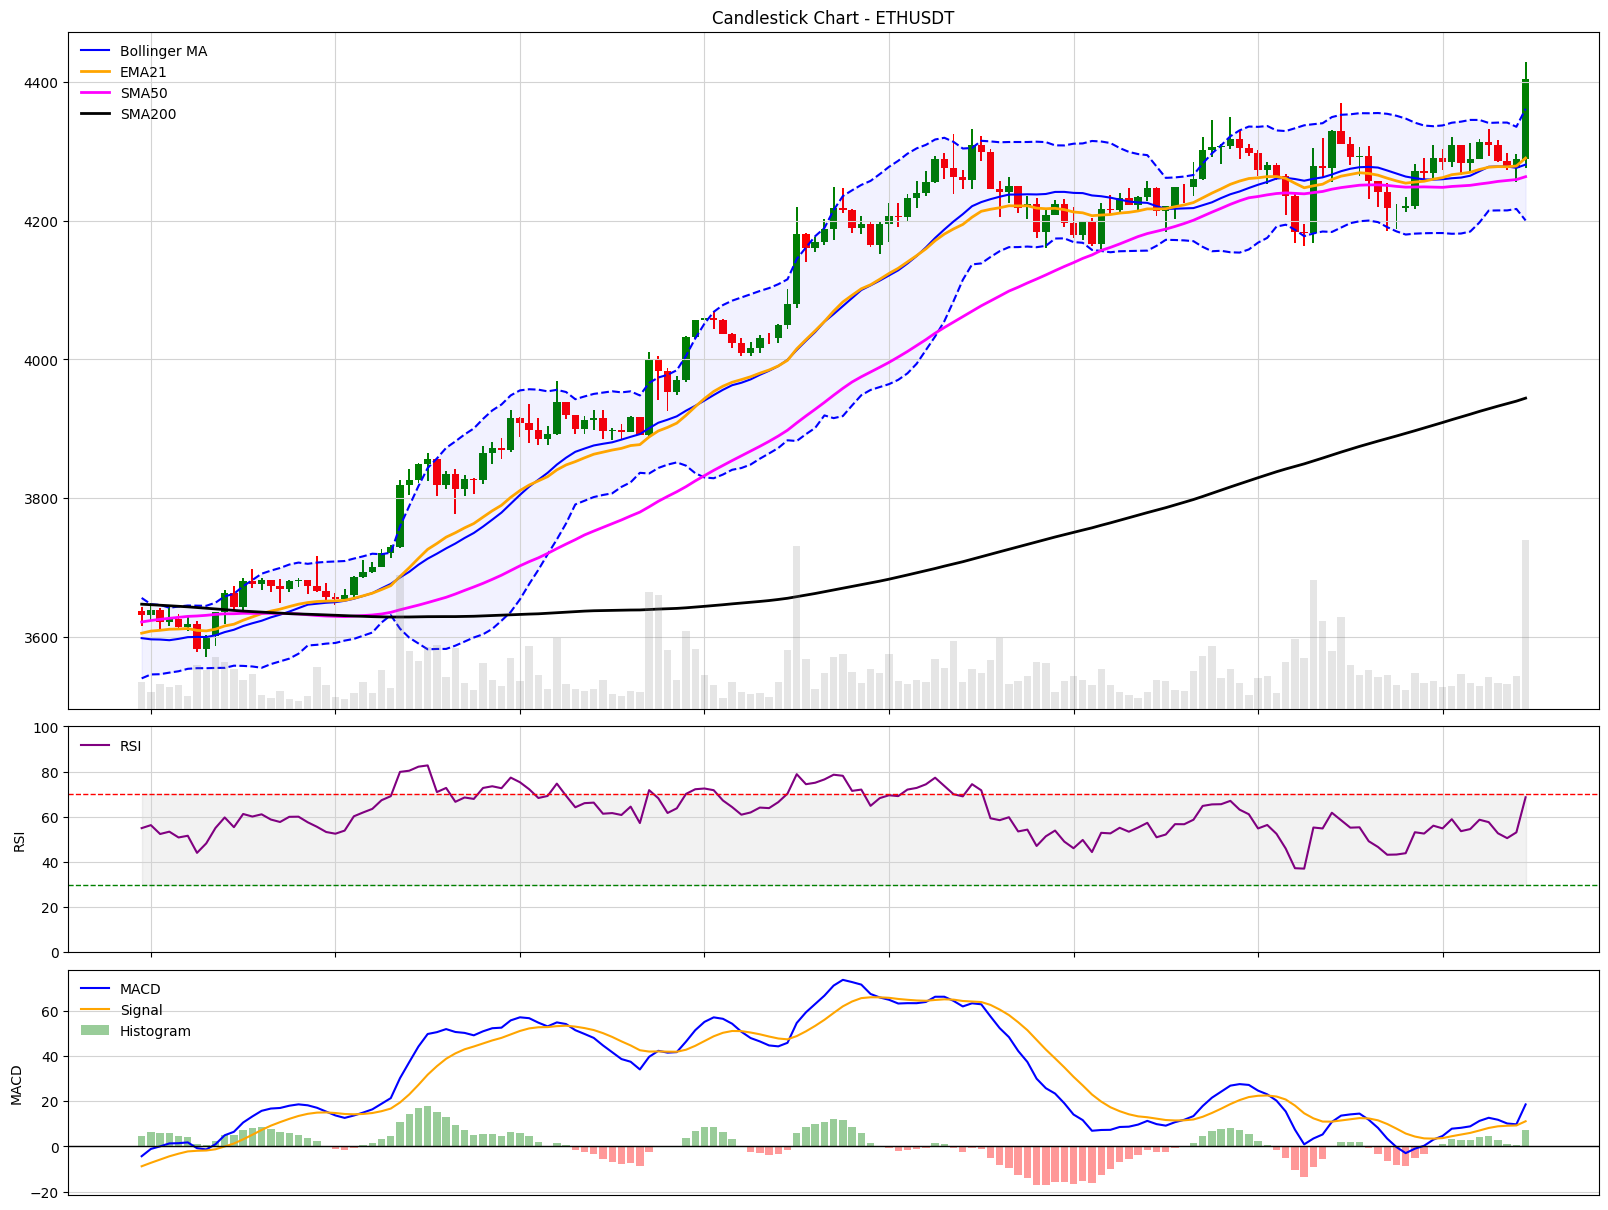 Candlestick Chart - ETHUSDT
Bollinger MA
EMA21
SMA50
SMA200
4400
4200
4000
3800
3600
RSI
100
80
60
40
20
0
RSI
MACD
Signal
Histogram
60
40
20
0
−20
MACD